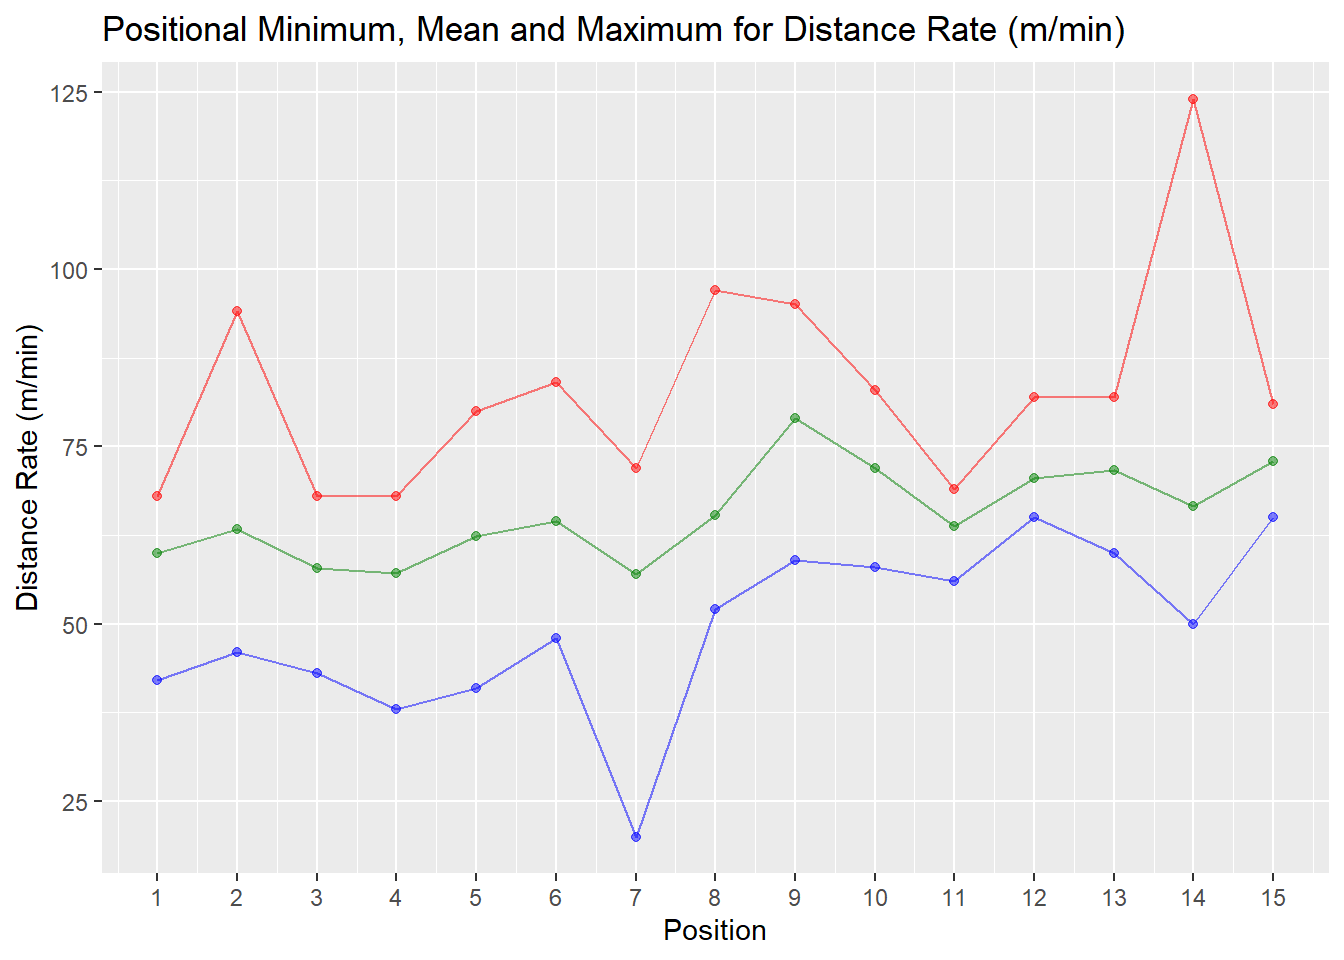 Positional Minimum, Mean and Maximum for Distance Rate (m/min)
125
100
75
50
25
Distance Rate (m/min)
1 2 3 4 5 6 7 8 9 10 11 12 13 14 15
Position